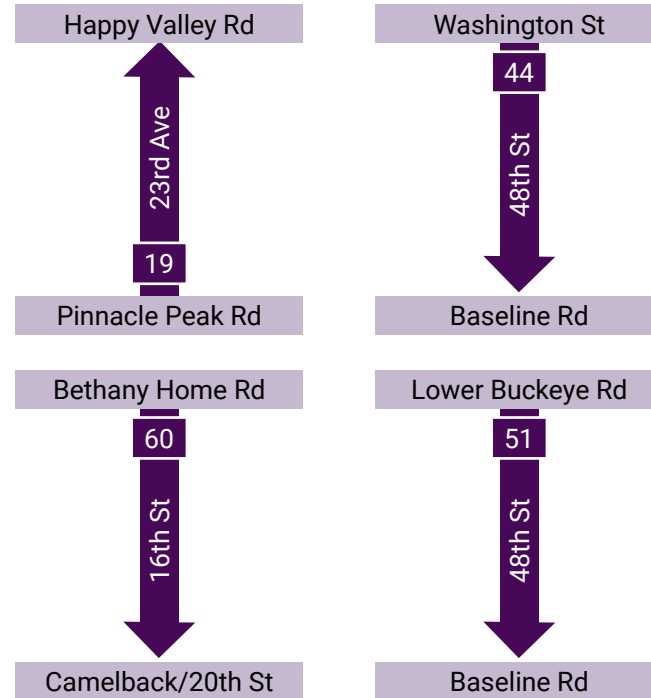 Happy Valley Rd
23rd Ave
19
Pinnacle Peak Rd
Washington St
44
48th St
Baseline Rd
Bethany Home Rd
60
16th St
Camelback/20th St
Lower Buckeye Rd
51
48th St
Baseline Rd